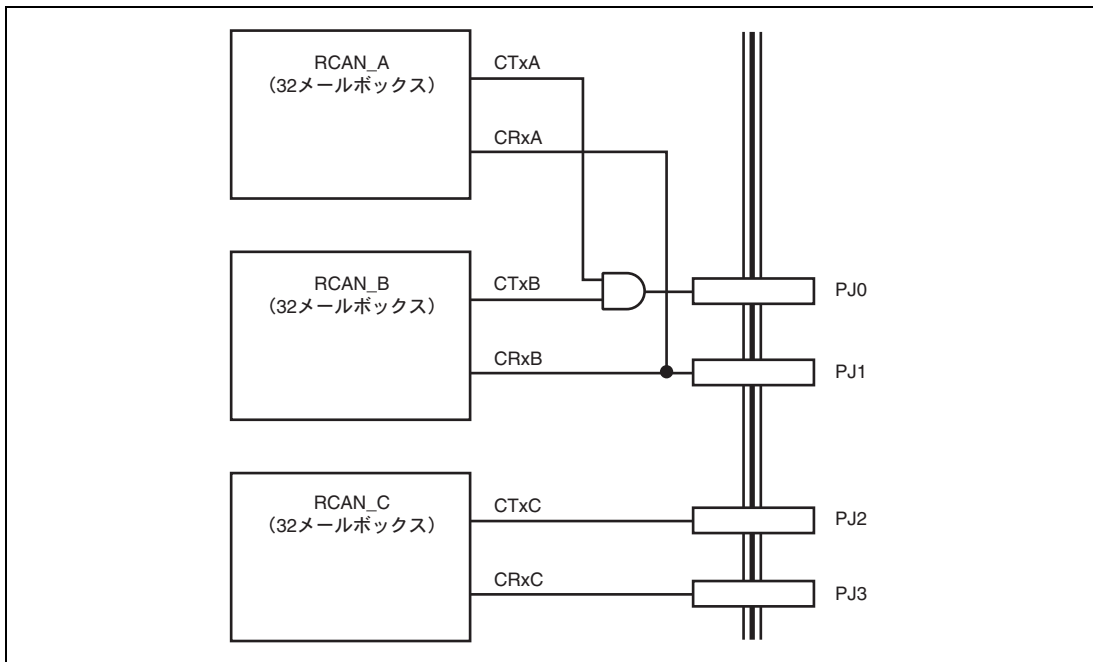 RCAN_A
（32メールボックス）
CTxA
CRxA
RCAN_B
（32メールボックス）
CTxB
CRxB
PJ0
PJ1
RCAN_C
（32メールボックス）
CTxC
CRxC
PJ2
PJ3